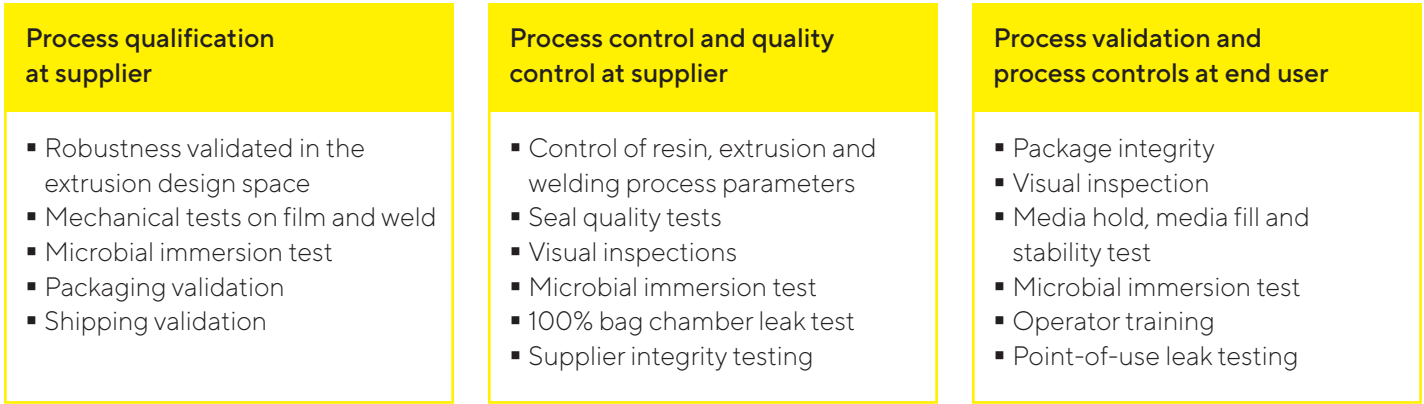 Process qualification
at supplier
▪ Robustness validated in the
extrusion design space
▪ Mechanical tests on film and weld
▪ Microbial immersion test
▪ Packaging validation
▪ Shipping validation
Process control and quality
control at supplier
▪ Control of resin, extrusion and
welding process parameters
▪ Seal quality tests
▪ Visual inspections
▪ Microbial immersion test
▪ 100% bag chamber leak test
▪ Supplier integrity testing
Process validation and
process controls at end user
▪ Package integrity
▪ Visual inspection
▪ Media hold, media fill and
stability test
▪ Microbial immersion test
▪ Operator training
▪ Point-of-use leak testing